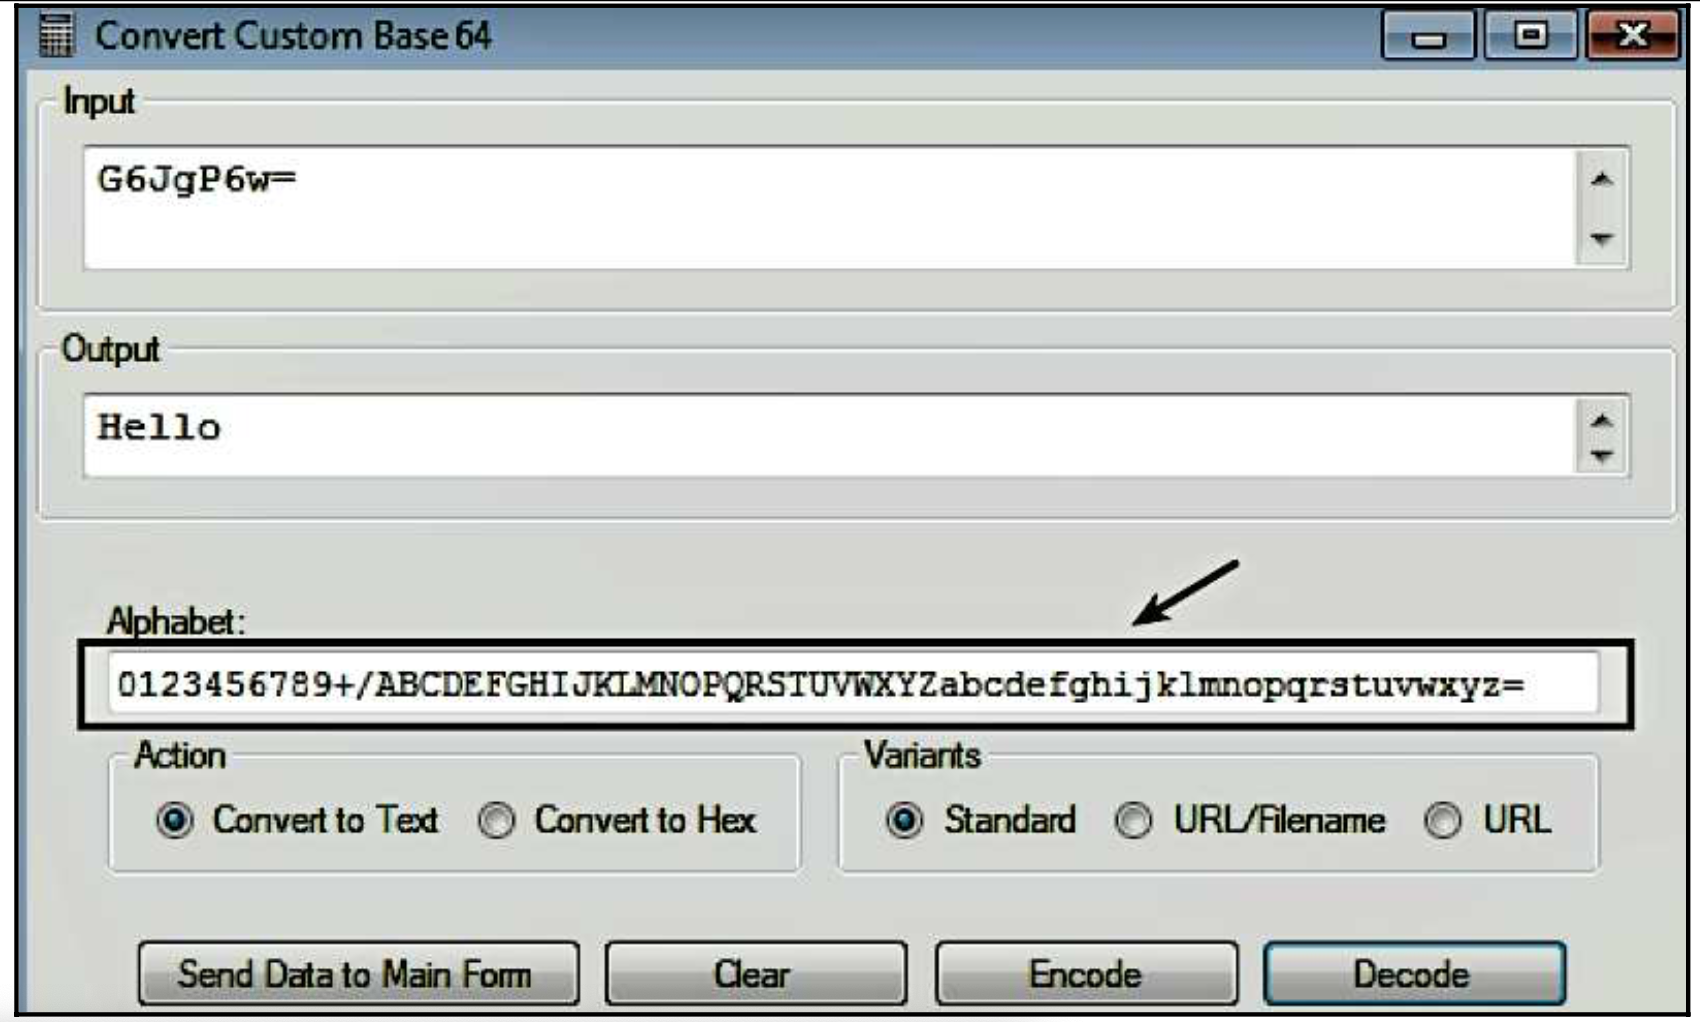 Convert Custom Base 64
Input
G6JgP6w=
Output
Hello
Alphabet:
0123456789+/ABCDEFGHIJKLMNOPQRSTUVWXYZabcdefghijklmnopqrstuvwxyz=
Action
Convert to Text Convert to Hex
Variants
Standard URL/Filename URL
Send Data to Main Form Clear Encode Decode